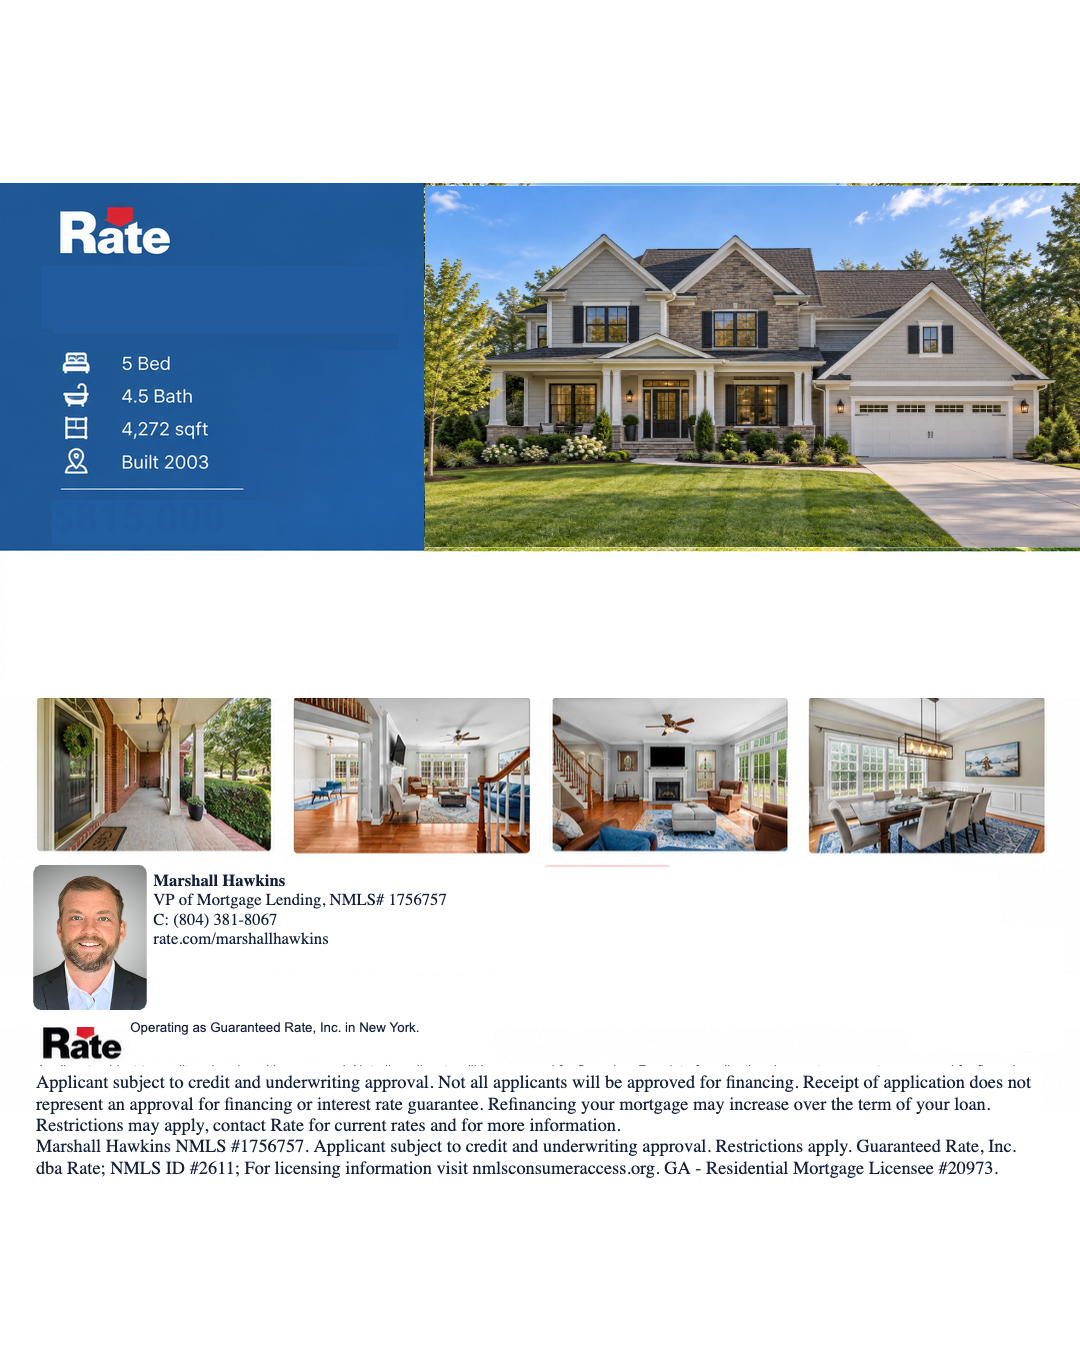 Rate
5 Bed
4.5 Bath
4,272 sqft
Built 2003
$815,000
Marshall Hawkins
VP of Mortgage Lending, NMLS# 1756757
C: (804) 381-8067
rate.com/marshallhawkins
Rate
Operating as Guaranteed Rate, Inc. in New York.
Applicant subject to credit and underwriting approval. Not all applicants will be approved for financing. Receipt of application does not
represent an approval for financing or interest rate guarantee. Refinancing your mortgage may increase over the term of your loan.
Restrictions may apply, contact Rate for current rates and for more information.
Marshall Hawkins NMLS #1756757. Applicant subject to credit and underwriting approval. Restrictions apply. Guaranteed Rate, Inc.
dba Rate; NMLS ID #2611; For licensing information visit nmlsconsumeraccess.org. GA - Residential Mortgage Licensee #20973.